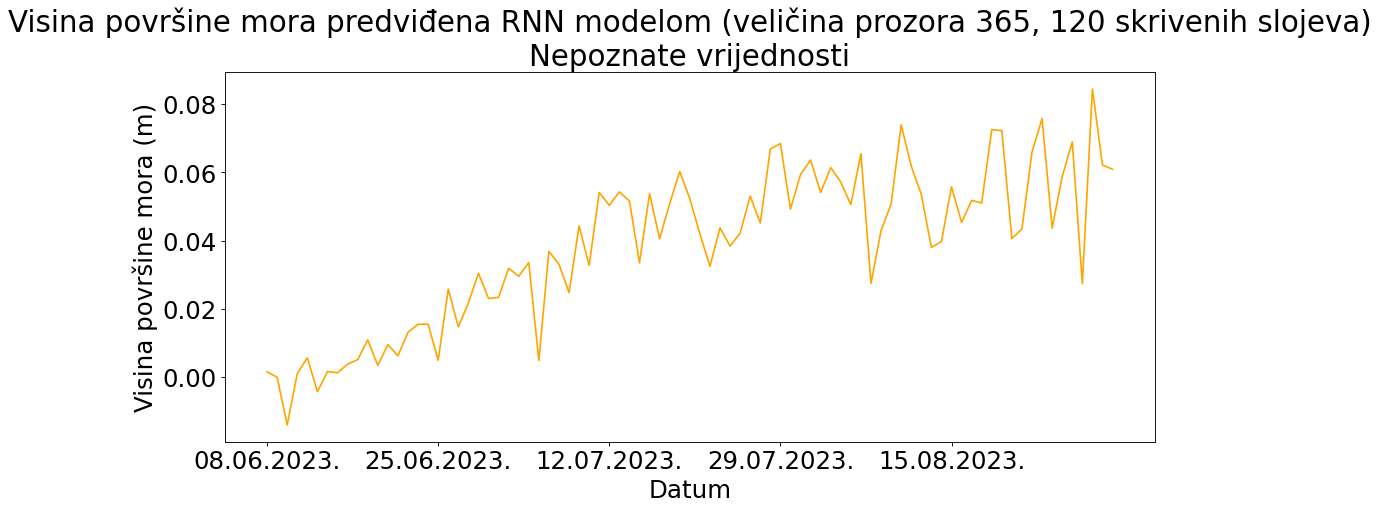 Visina površine mora predviđena RNN modelom (veličina prozora 365, 120 skrivenih slojeva)
Nepoznate vrijednosti
Visina površine mora (m)
0.08
0.06
0.04
0.02
0.00
08.06.2023. 25.06.2023. 12.07.2023. 29.07.2023. 15.08.2023.
Datum